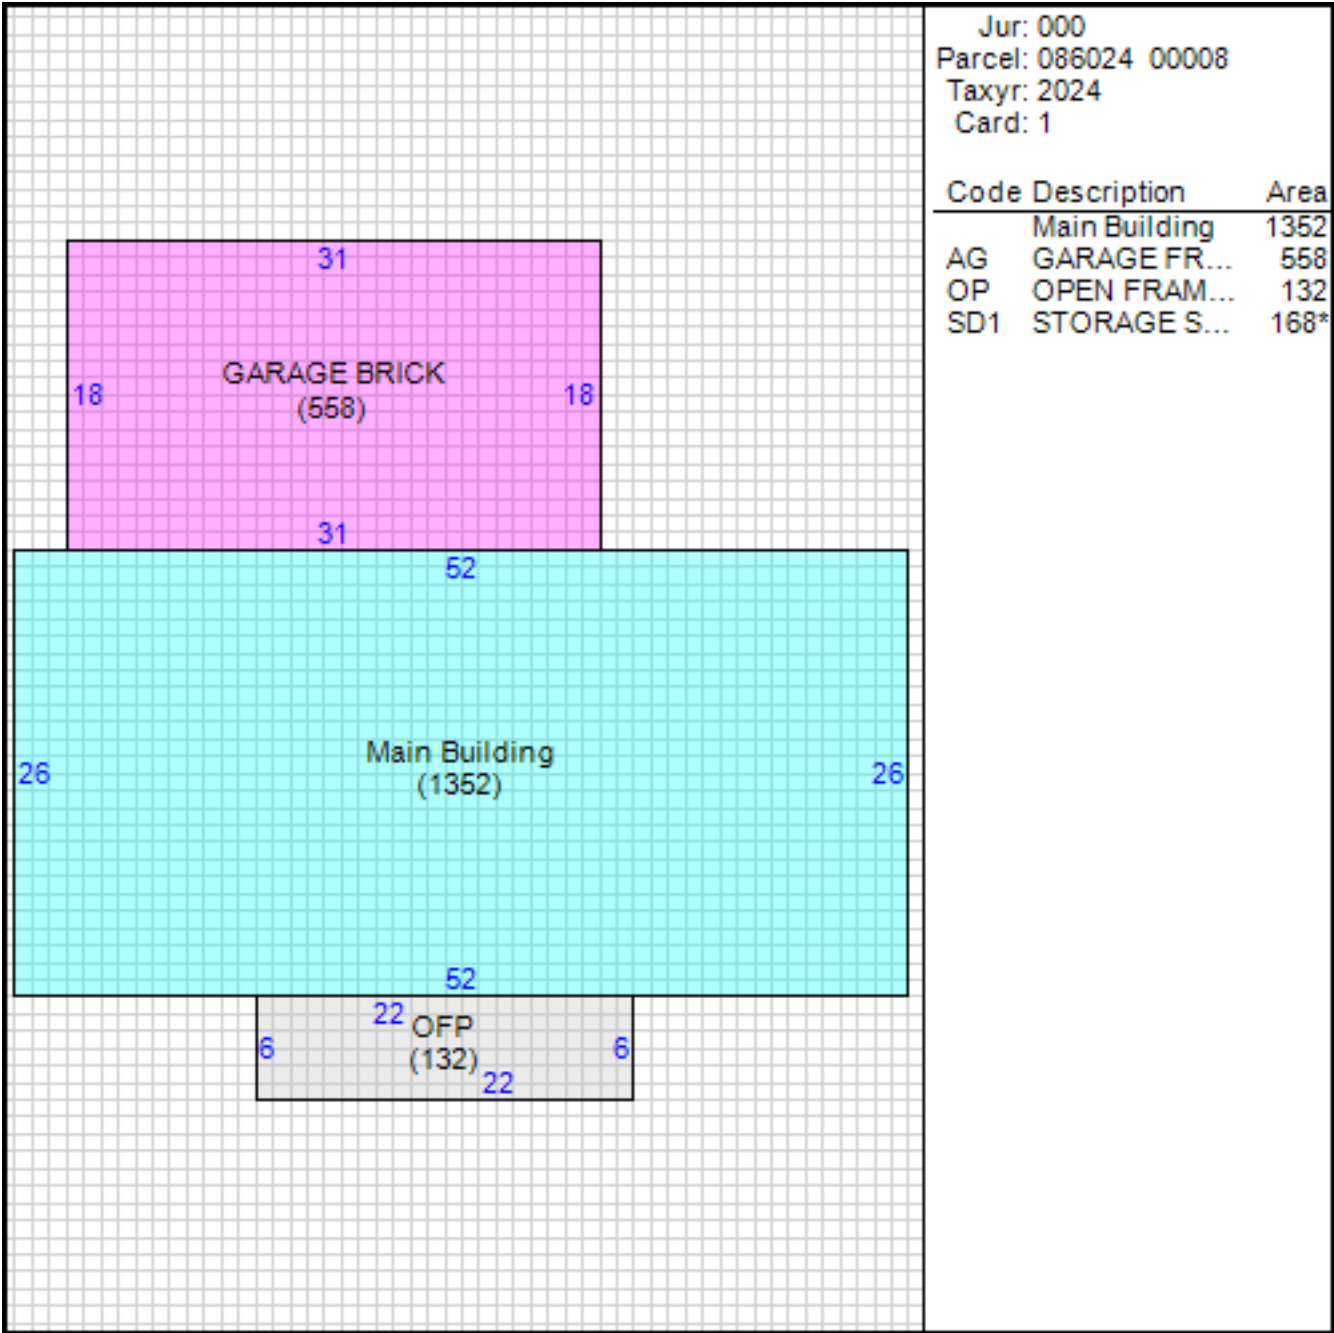 Jur: 000
Parcel: 086024 00008
Taxyr: 2024
Card: 1
Code Description Area
Main Building 1352
AG GARAGE FR... 558
OP OPEN FRAM... 132
SD1 STORAGE S... 168*
31
GARAGE BRICK
18 18
(558)
31
52
Main Building
26 26
(1352)
52
22
OFP
6 6
(132)
22